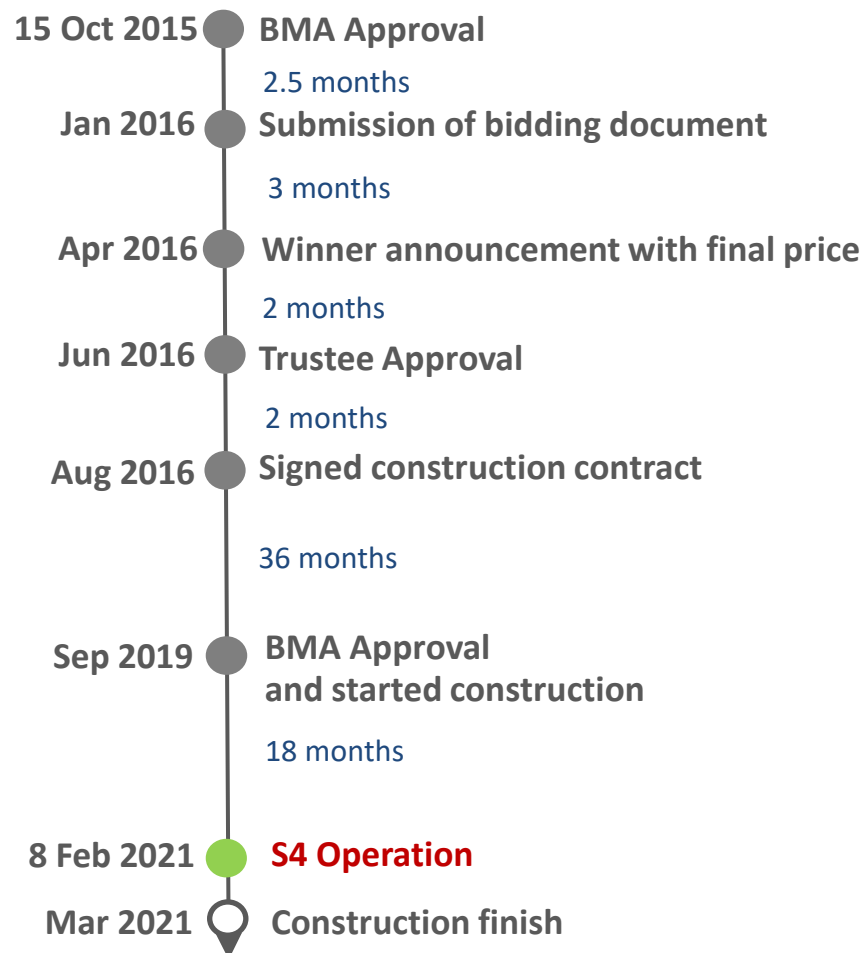 15 Oct 2015 BMA Approval
2.5 months
Jan 2016 Submission of bidding document
3 months
Apr 2016 Winner announcement with final price
2 months
Jun 2016 Trustee Approval
2 months
Aug 2016 Signed construction contract
36 months
Sep 2019 BMA Approval
and started construction
18 months
8 Feb 2021 S4 Operation
Mar 2021 Construction finish